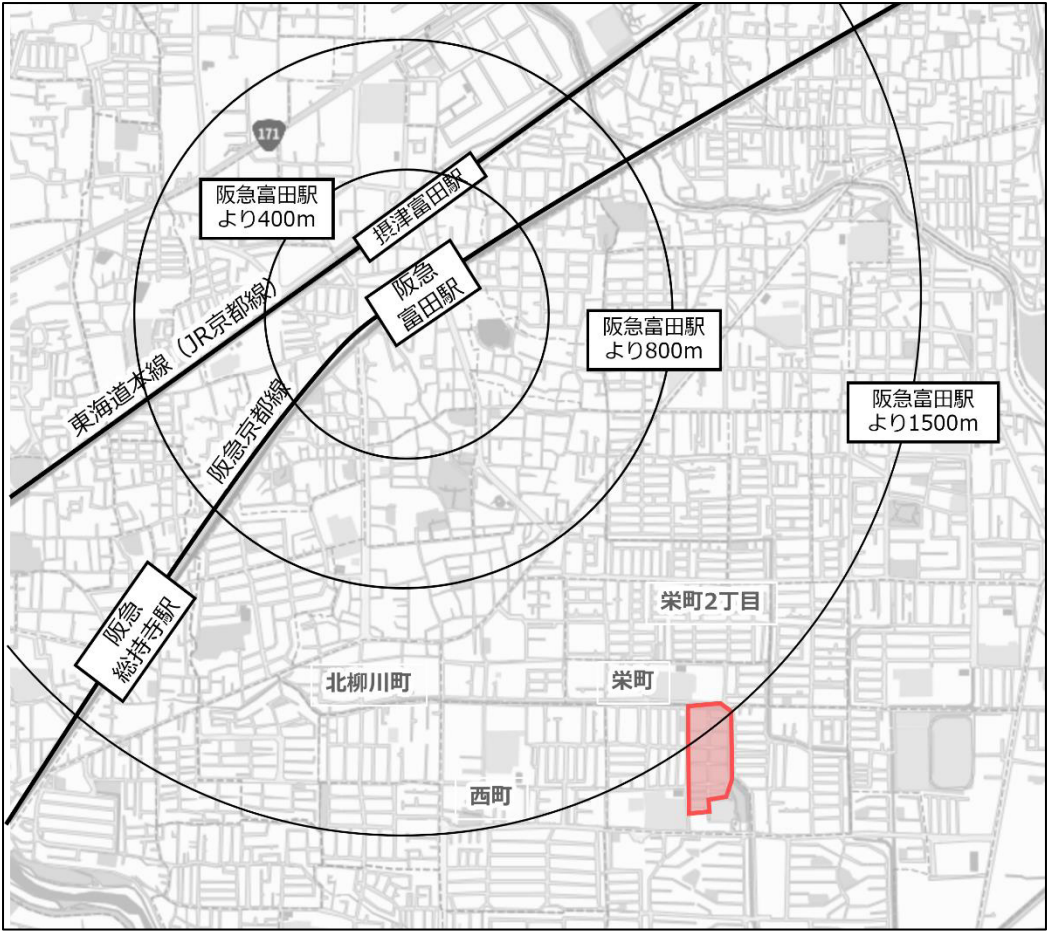 171
阪急富田駅
より400m
摂津富田駅
阪急
富田駅
東海道本線（JR京都線）
阪急富田駅
より800m
阪急京都線
阪急富田駅
より1500m
阪急
総持寺駅
栄町2丁目
北柳川町
栄町
西町